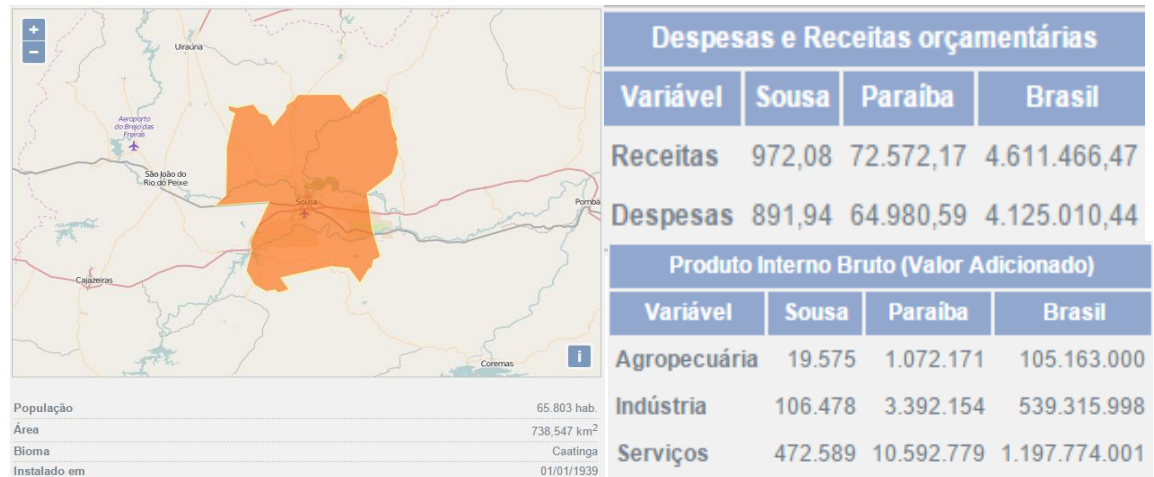 +
−
Uiraúna
Aeroporto
do Brejo das
Freiras
São João do
Rio do Peixe
Sousa
Pomba
Cajazeiras
Coremas
i
População 65.803 hab.
Área 738,547 km²
Bioma Caatinga
Instalado em 01/01/1939
Despesas e Receitas orçamentárias
Variável Sousa Paraíba Brasil
Receitas 972,08 72.572,17 4.611.466,47
Despesas 891,94 64.980,59 4.125.010,44
Produto Interno Bruto (Valor Adicionado)
Variável Sousa Paraíba Brasil
Agropecuária 19.575 1.072.171 105.163.000
Indústria 106.478 3.392.154 539.315.998
Serviços 472.589 10.592.779 1.197.774.001